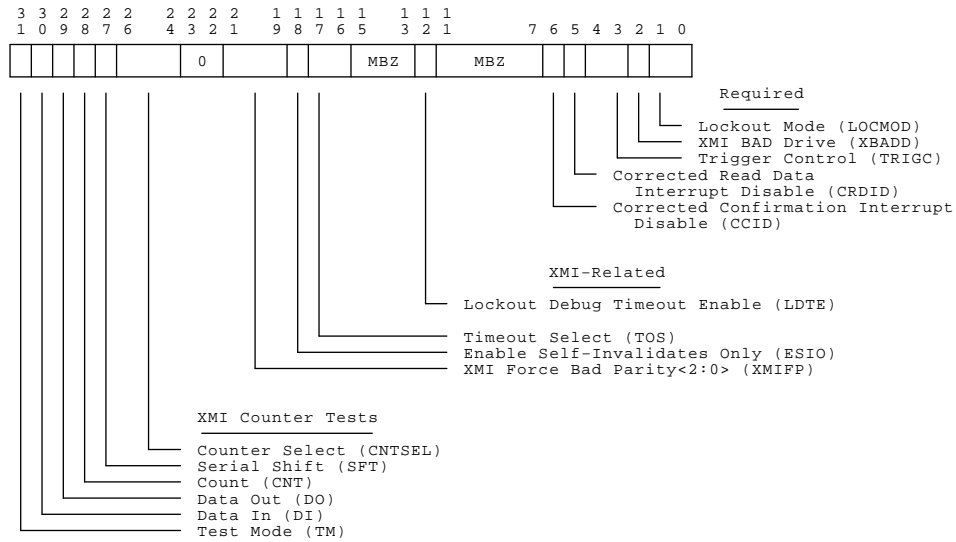 3 3 2 2 2 2 2 2 2 2 1 1 1 1 1 1 1 1
1 0 9 8 7 6 4 3 2 1 9 8 7 6 5 3 2 1 7 6 5 4 3 2 1 0
0 MBZ MBZ
Required
Lockout Mode (LOCMOD)
XMI BAD Drive (XBADD)
Trigger Control (TRIGC)
Corrected Read Data
Interrupt Disable (CRDID)
Corrected Confirmation Interrupt
Disable (CCID)
XMI-Related
Lockout Debug Timeout Enable (LDTE)
Timeout Select (TOS)
Enable Self-Invalidates Only (ESIO)
XMI Force Bad Parity<2:0> (XMIFP)
XMI Counter Tests
Counter Select (CNTSEL)
Serial Shift (SFT)
Count (CNT)
Data Out (DO)
Data In (DI)
Test Mode (TM)